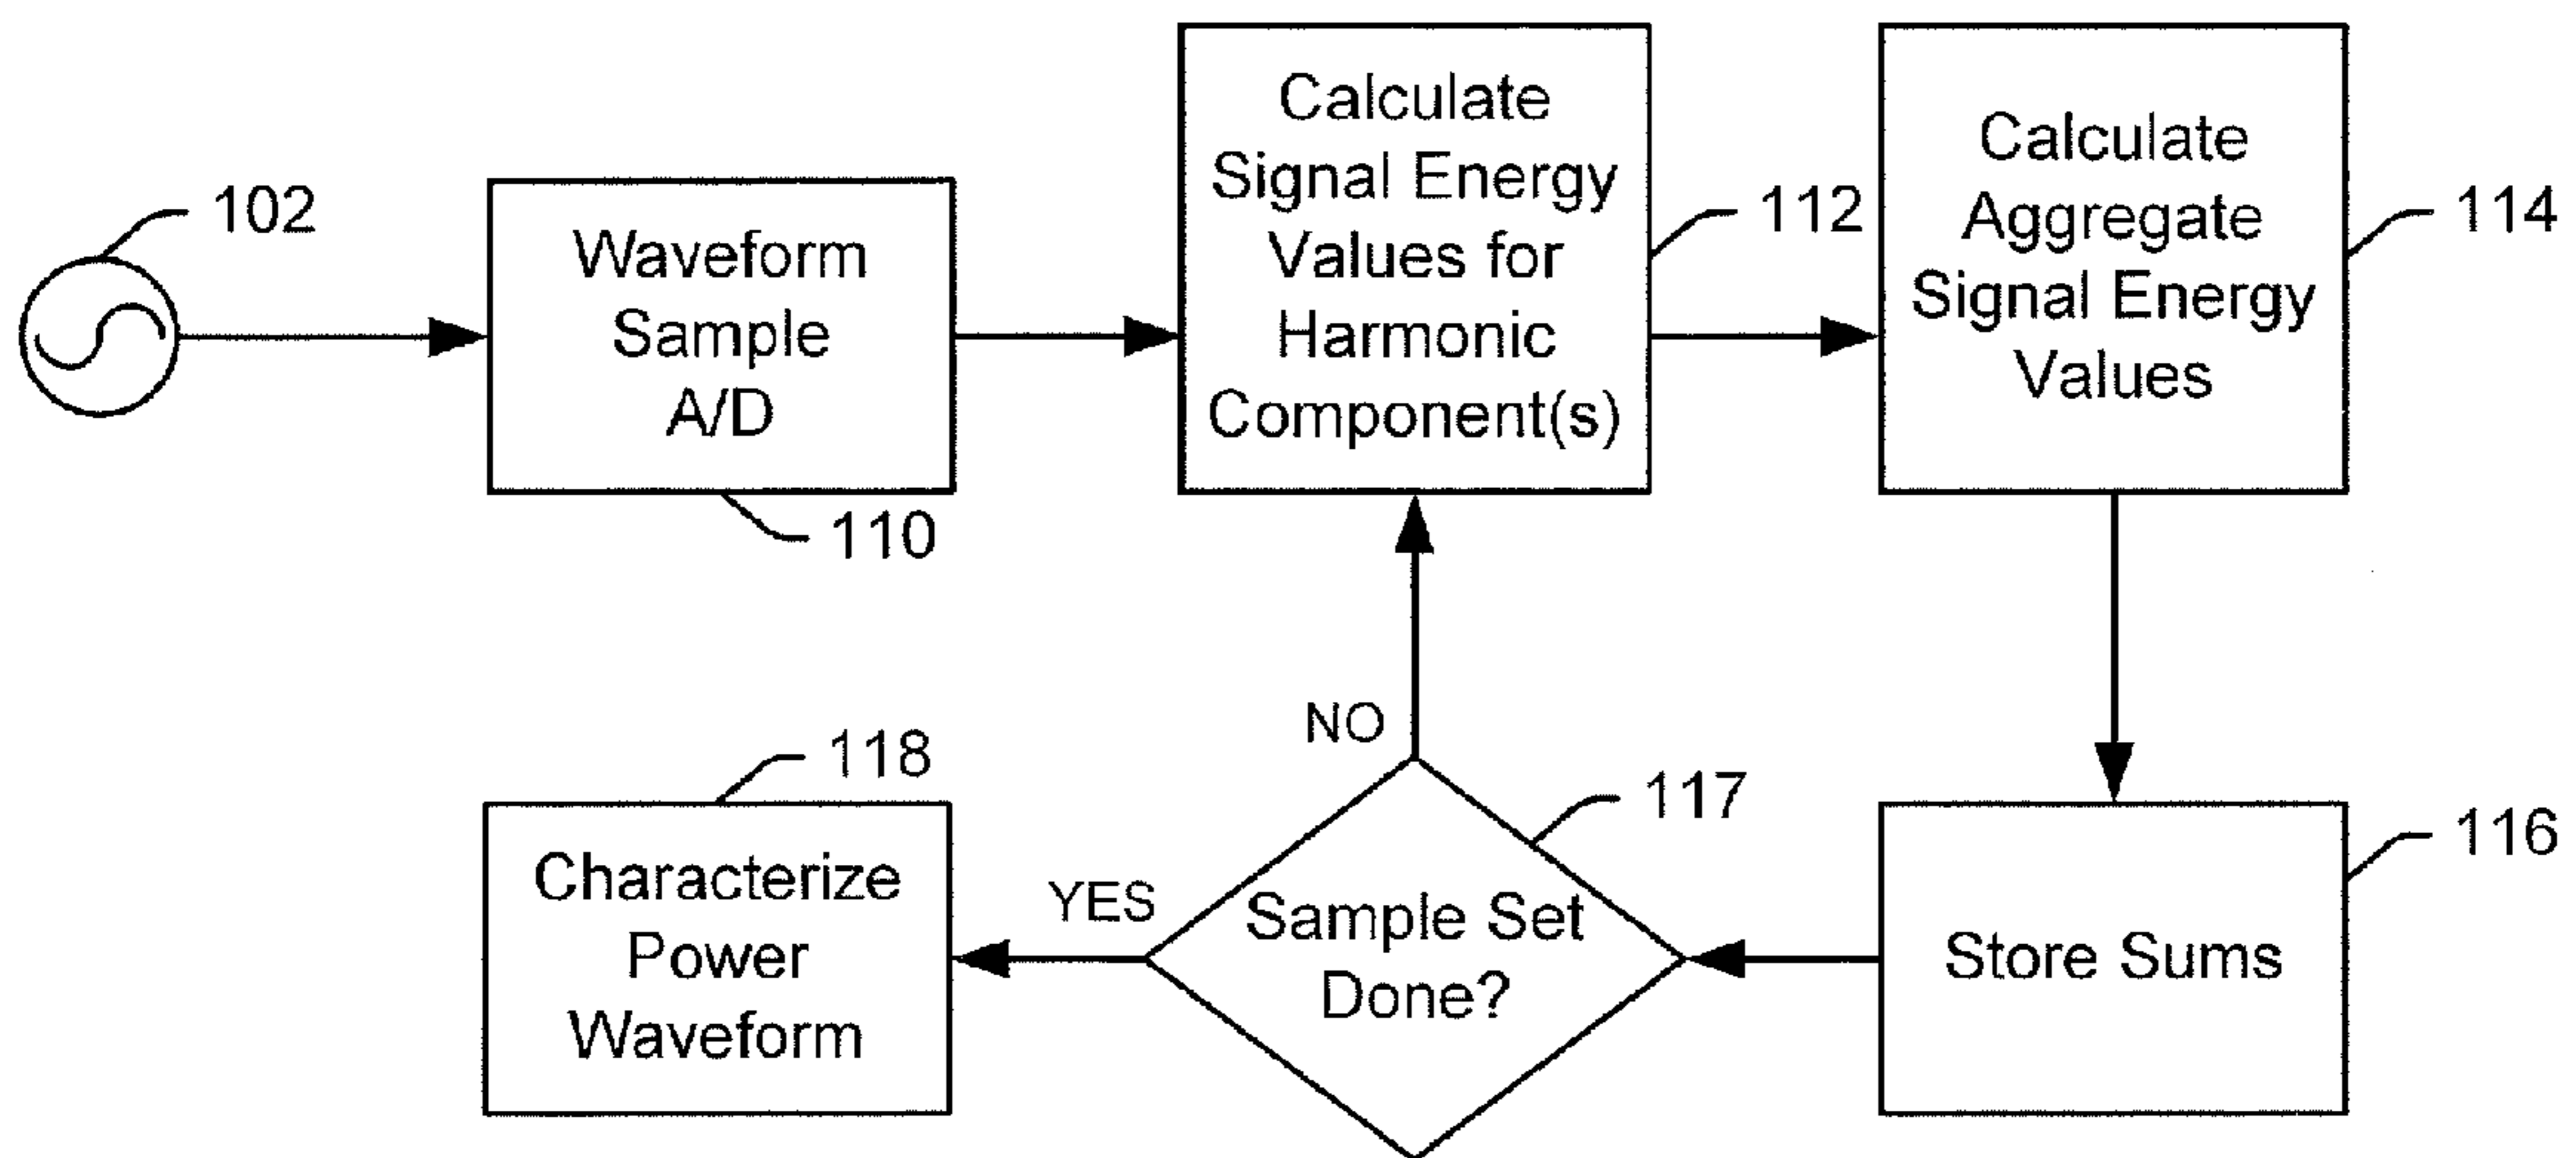 102
Waveform
Sample
A/D
110
Calculate
Signal Energy
Values for
Harmonic
Component(s)
112
Calculate
Aggregate
Signal Energy
Values
114
NO
118
Characterize
Power
Waveform
YES
117
Sample Set
Done?
116
Store Sums